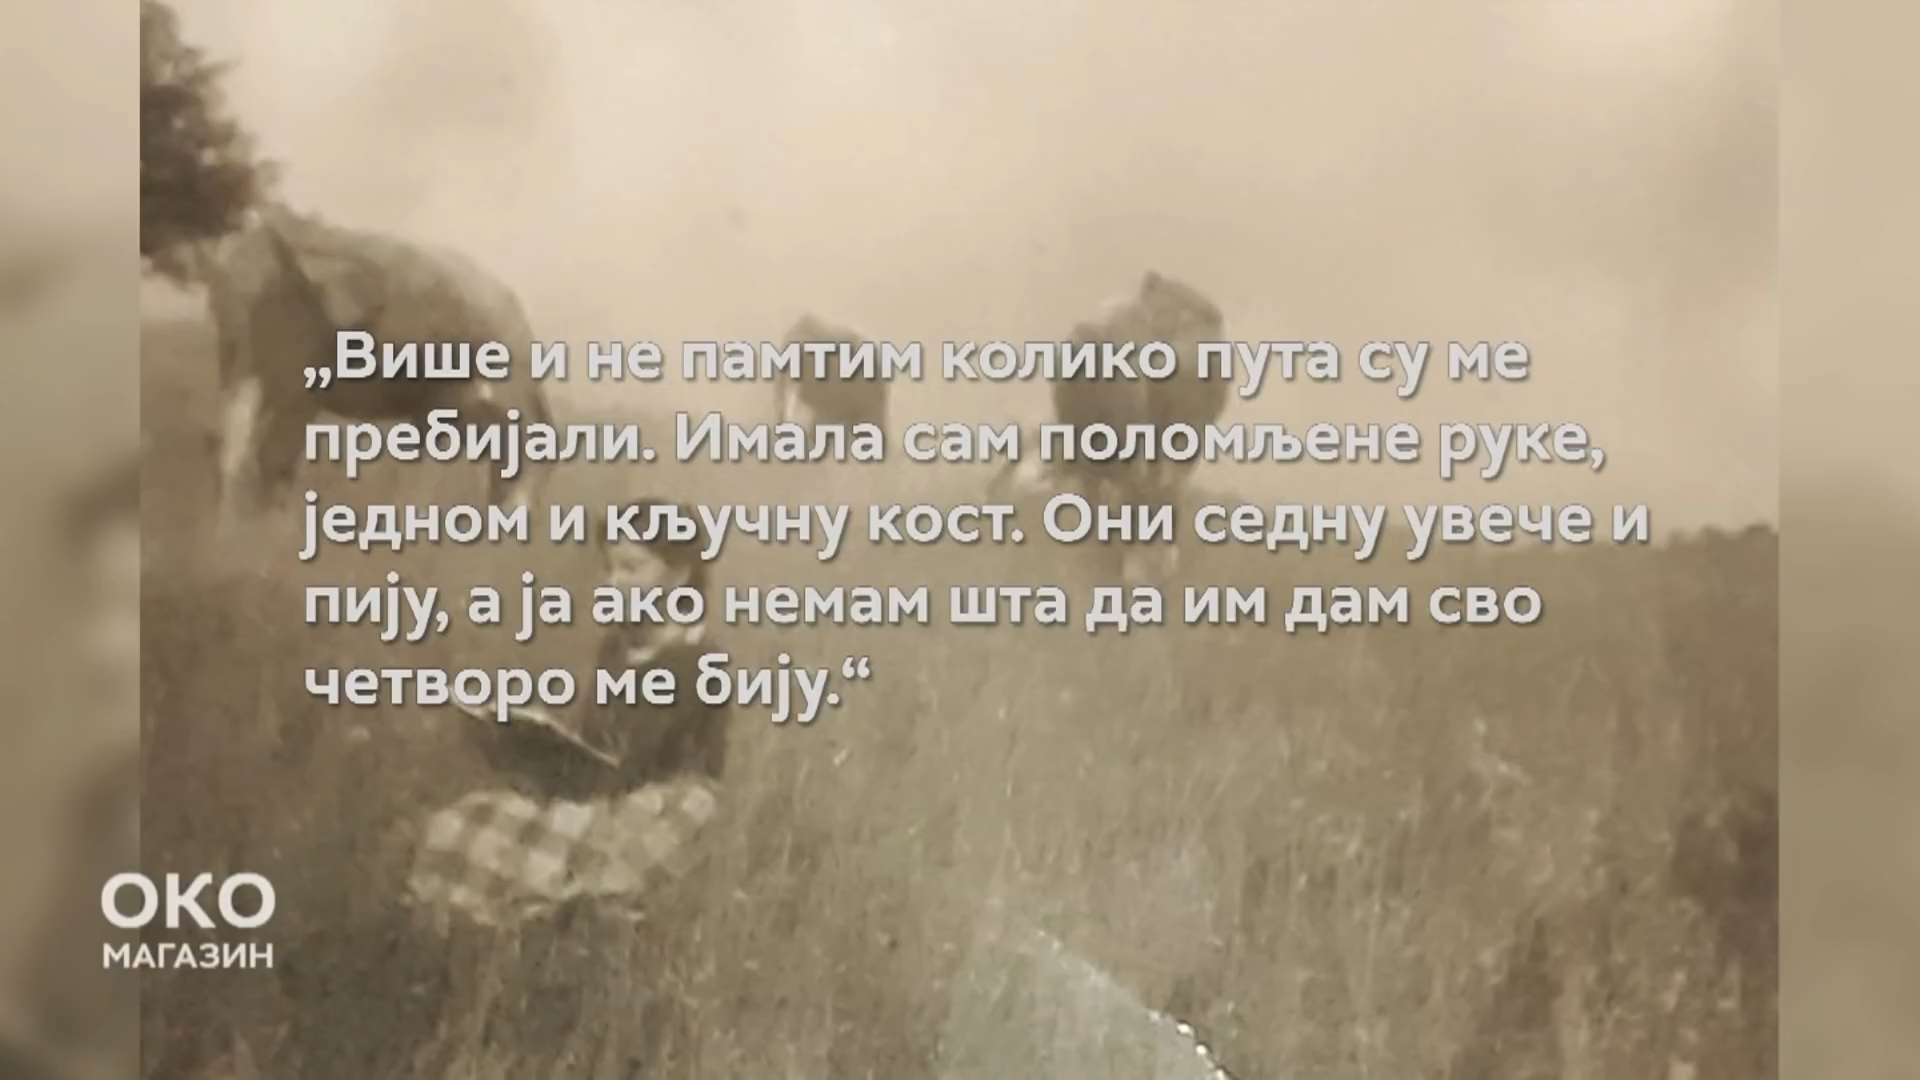 „Више и не памтим колико пута су ме
пребијали. Имала сам поломљене руке,
једном и кључну кост. Они седну увече и
пију, а ја ако немам шта да им дам сво
четворо ме бију.“
ОКО
МАГАЗИН